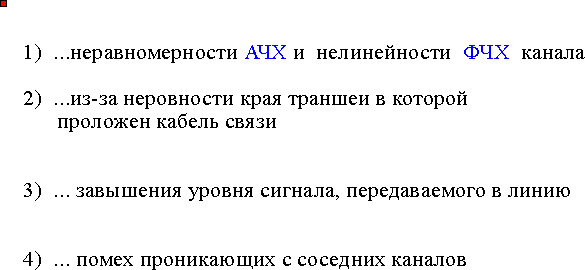 1) ...неравномерности АЧХ и нелинейности ФЧХ канала
2) ...из-за неровности края траншеи в которой
проложен кабель связи
3) ... завышения уровня сигнала, передаваемого в линию
4) ... помех проникающих с соседних каналов